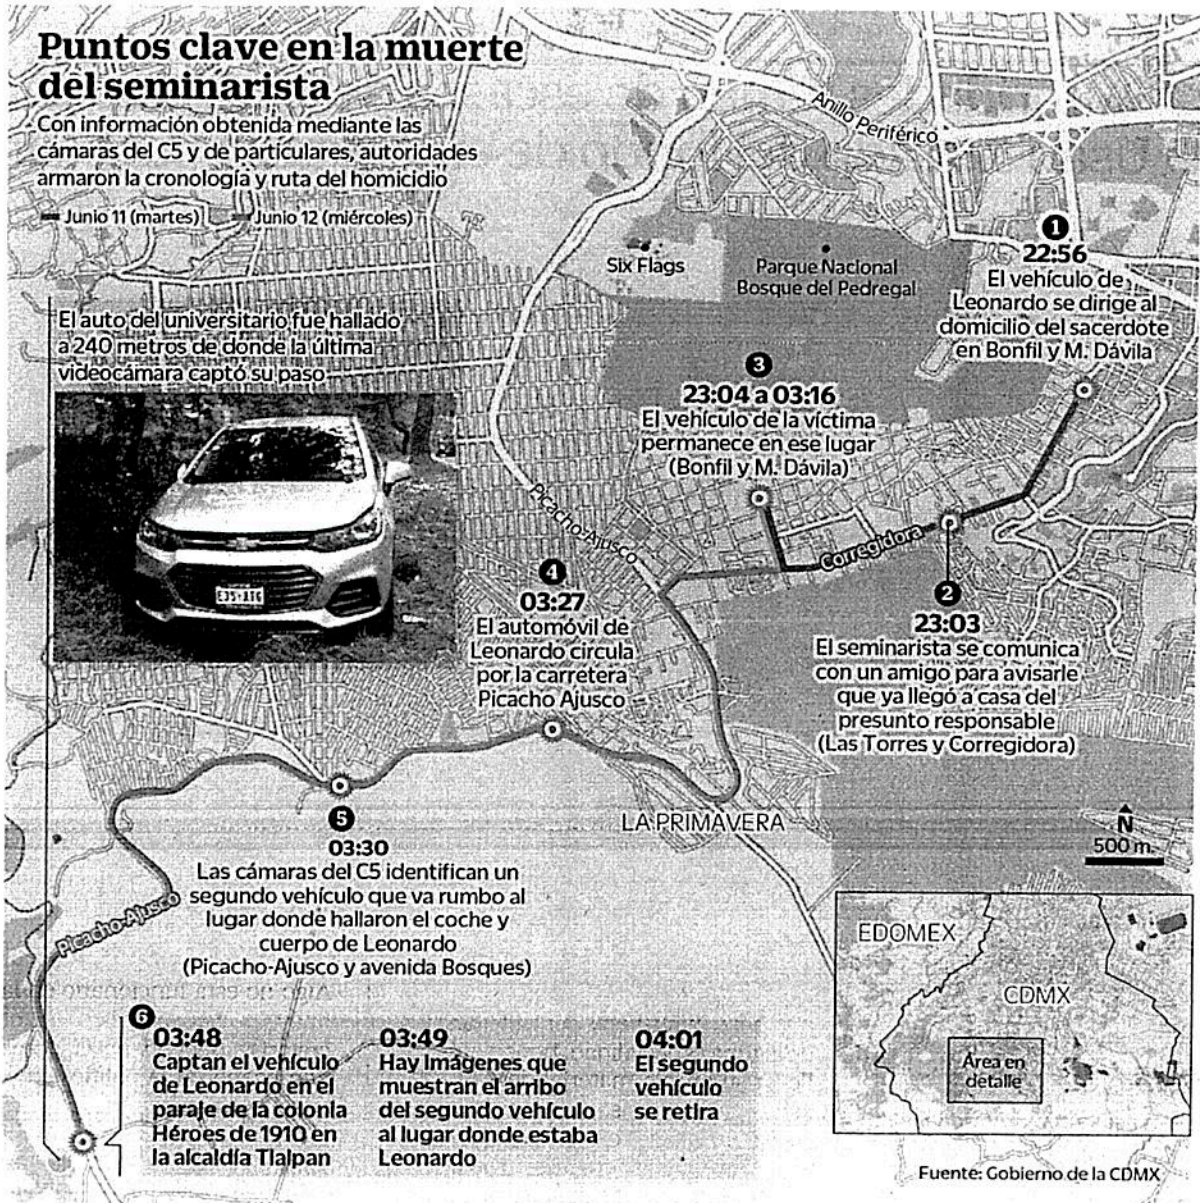 Puntos clave en la muerte
del seminarista
Con información obtenida mediante las
cámaras del C5 y de particulares, autoridades
armaron la cronología y ruta del homicidio
Junio 11 (martes) Junio 12 (miércoles)
Anillo Periférico
1
22:56
El vehículo de
Leonardo se dirige al
domicilio del sacerdote
en Bonfil y M. Dávila
Six Flags
Parque Nacional
Bosque del Pedregal
El auto del universitario fue hallado
a 240 metros de donde la última
videocámara captó su paso
3
23:04 a 03:16
El vehículo de la víctima
permanece en ese lugar
(Bonfil y M. Dávila)
Picacho-Ajusco
Corregidora
2
23:03
El seminarista se comunica
con un amigo para avisarle
que ya llegó a casa del
presunto responsable
(Las Torres y Corregidora)
4
03:27
El automóvil de
Leonardo circula
por la carretera
Picacho Ajusco
LA PRIMAVERA
5
03:30
Las cámaras del C5 identifican un
segundo vehículo que va rumbo al
lugar donde hallaron el coche y
cuerpo de Leonardo
(Picacho-Ajusco y avenida Bosques)
Picacho-Ajusco
N
500 m.
EDOMEX
CDMX
Área en
detalle
6
03:48
Captan el vehículo
de Leonardo en el
paraje de la colonia
Héroes de 1910 en
la alcaldía Tlalpan
03:49
Hay imágenes que
muestran el arribo
del segundo vehículo
al lugar donde estaba
Leonardo
04:01
El segundo
vehículo
se retira
Fuente: Gobierno de la CDMX